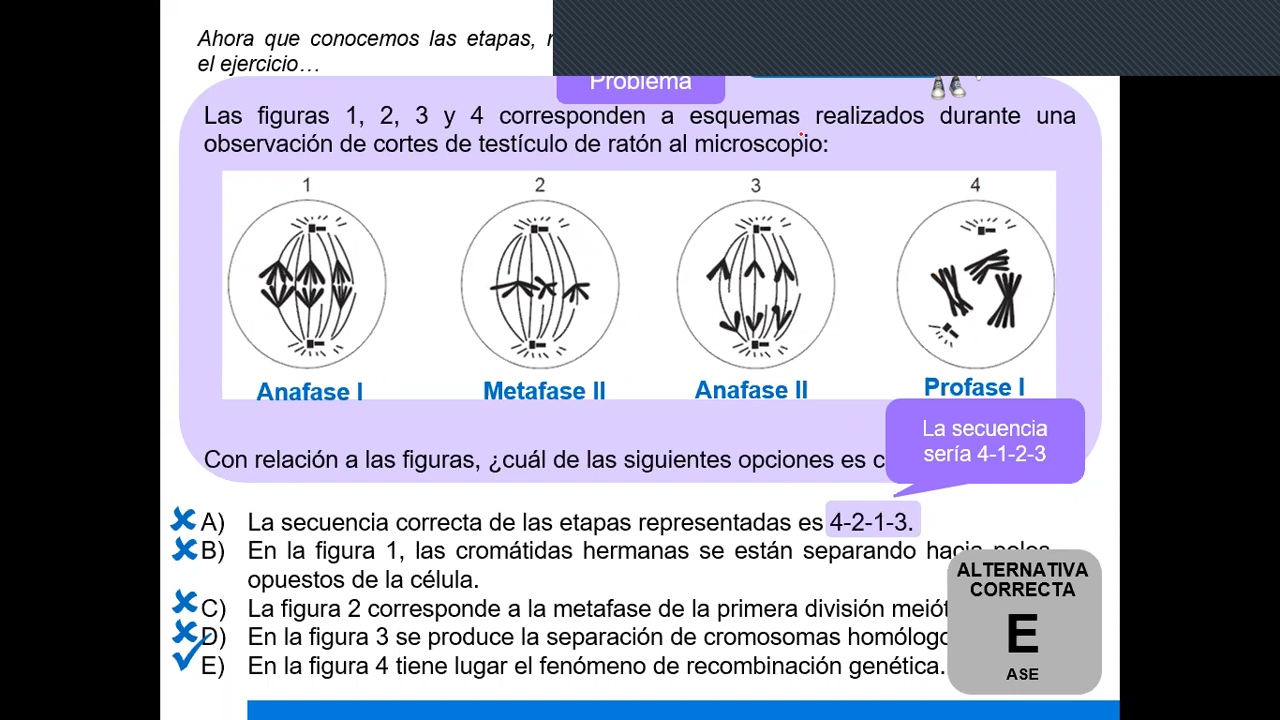 Ahora que conocemos las etapas,
el ejercicio…
Problema
Las figuras 1, 2, 3 y 4 corresponden a esquemas realizados durante una
observación de cortes de testículo de ratón al microscopio:
1 2 3 4
Anafase I Metafase II Anafase II Profase I
La secuencia
sería 4-1-2-3
Con relación a las figuras, ¿cuál de las siguientes opciones es
A) La secuencia correcta de las etapas representadas es 4-2-1-3.
B) En la figura 1, las cromátidas hermanas se están separando hacia polos
opuestos de la célula.
C) La figura 2 corresponde a la metafase de la primera división
D) En la figura 3 se produce la separación de cromosomas
E) En la figura 4 tiene lugar el fenómeno de recombinación genética.
ALTERNATIVA
CORRECTA
E
ASE